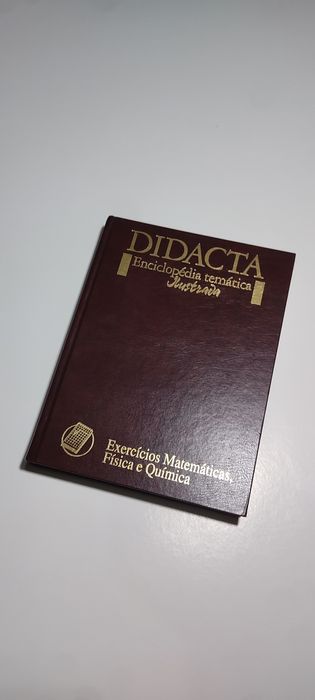 DIDACTA
Enciclopédia temática
Ilustrada
Exercícios Matemáticas,
Física e Química